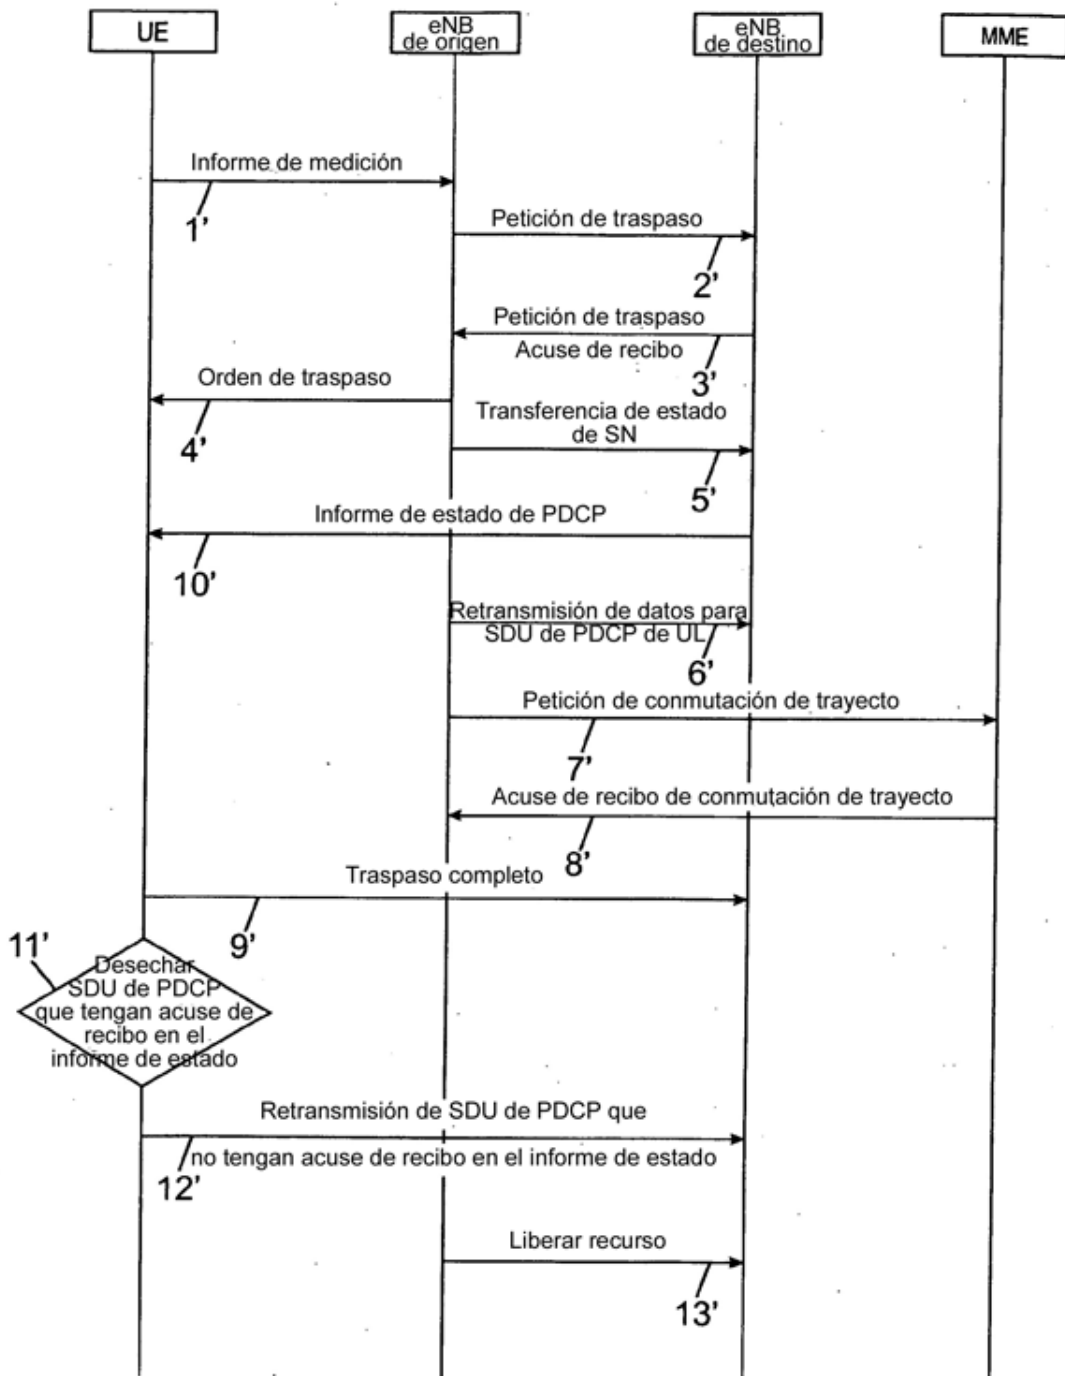 UE
eNB
de origen
eNB
de destino
MME
Informe de medición
1’
Petición de traspaso
2’
Petición de traspaso
Acuse de recibo
3’
Orden de traspaso
4’
Transferencia de estado
de SN
5’
Informe de estado de PDCP
10’
Retransmisión de datos para
SDU de PDCP de UL
6’
Petición de conmutación de trayecto
7’
Acuse de recibo de conmutación de trayecto
8’
Traspaso completo
9’
11’
Desechar
SDU de PDCP
que tengan acuse de
recibo en el
informe de estado
Retransmisión de SDU de PDCP que
no tengan acuse de recibo en el informe de estado
12’
Liberar recurso
13’